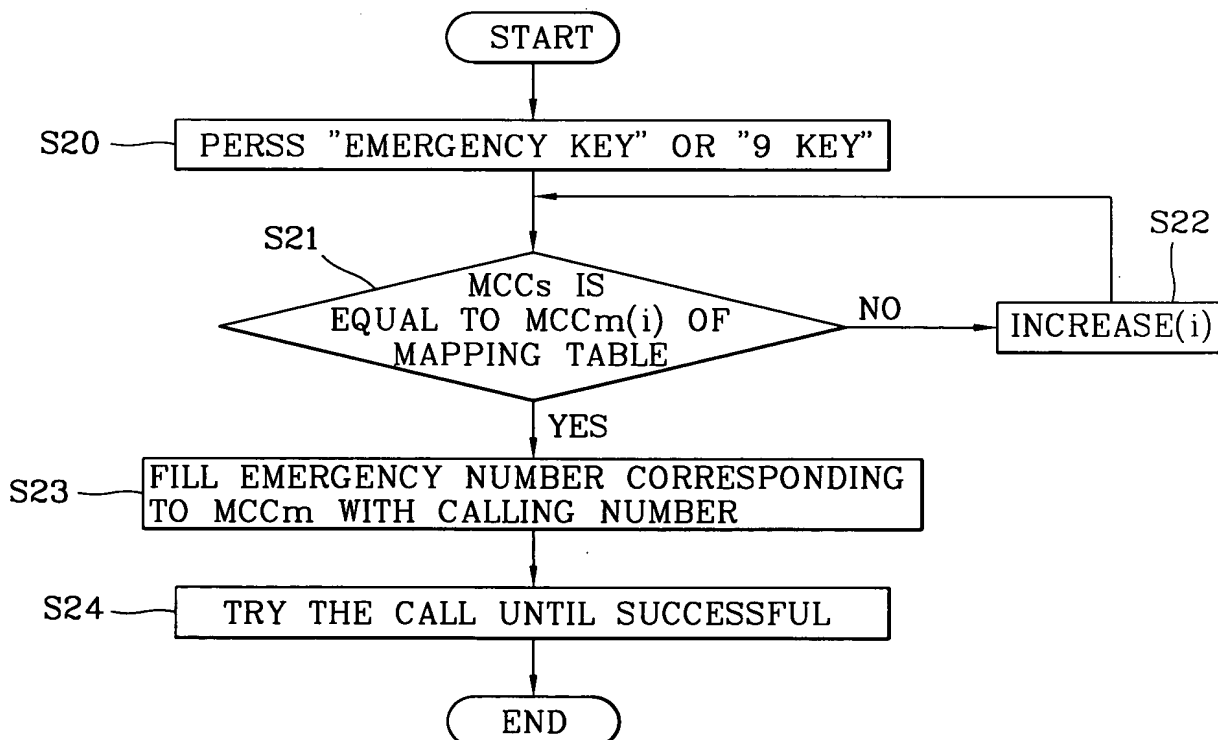 START
S20
PERSS "EMERGENCY KEY" OR "9 KEY"
S21
S22
MCCs IS
EQUAL TO MCCm(i) OF
MAPPING TABLE
NO
INCREASE(i)
YES
S23
FILL EMERGENCY NUMBER CORRESPONDING
TO MCCm WITH CALLING NUMBER
S24
TRY THE CALL UNTIL SUCCESSFUL
END